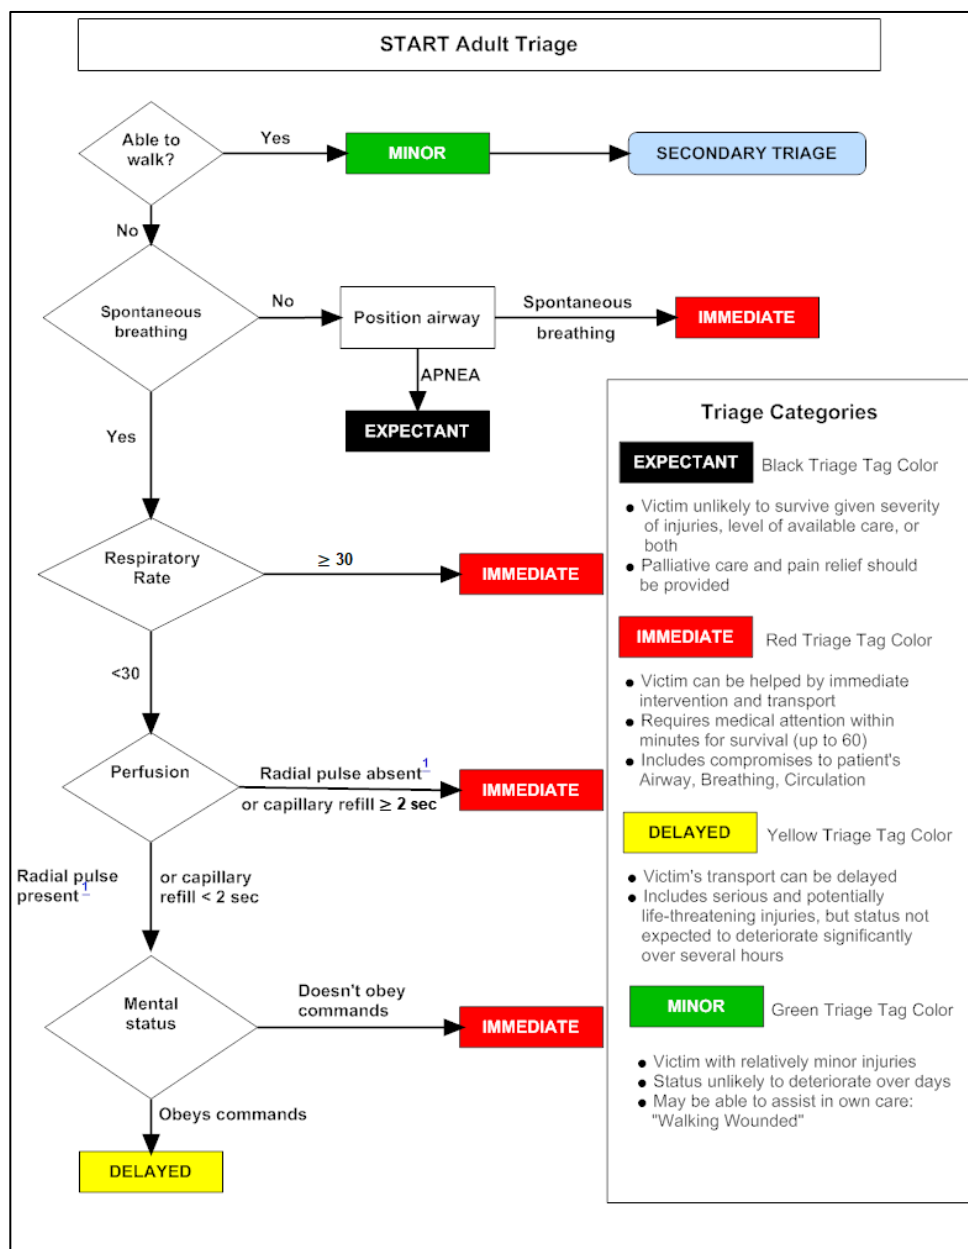 START Adult Triage
Able to
walk?
Yes
MINOR
SECONDARY TRIAGE
No
Spontaneous
breathing
No
Position airway
Spontaneous
breathing
IMMEDIATE
APNEA
EXPECTANT
Yes
Respiratory
Rate
≥ 30
IMMEDIATE
<30
Perfusion
Radial pulse absent 1
or capillary refill ≥ 2 sec
IMMEDIATE
Radial pulse
present 1
or capillary
refill < 2 sec
Mental
status
Doesn't obey
commands
IMMEDIATE
Obeys commands
DELAYED
Triage Categories
EXPECTANT Black Triage Tag Color
● Victim unlikely to survive given severity
of injuries, level of available care, or
both
● Palliative care and pain relief should
be provided
IMMEDIATE Red Triage Tag Color
● Victim can be helped by immediate
intervention and transport
● Requires medical attention within
minutes for survival (up to 60)
● Includes compromises to patient's
Airway, Breathing, Circulation
DELAYED Yellow Triage Tag Color
● Victim's transport can be delayed
● Includes serious and potentially
life-threatening injuries, but status not
expected to deteriorate significantly
over several hours
MINOR Green Triage Tag Color
● Victim with relatively minor injuries
● Status unlikely to deteriorate over days
● May be able to assist in own care:
"Walking Wounded"